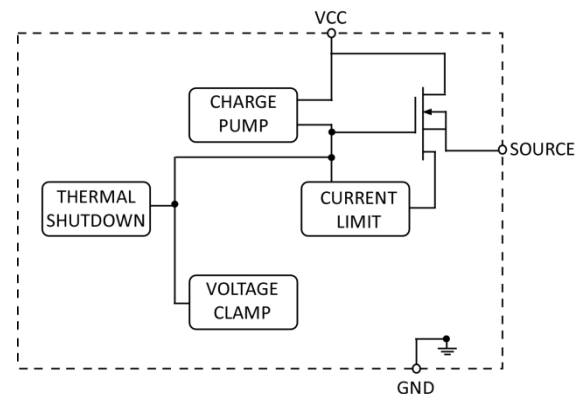 VCC
CHARGE
PUMP
SOURCE
THERMAL
SHUTDOWN
CURRENT
LIMIT
VOLTAGE
CLAMP
GND